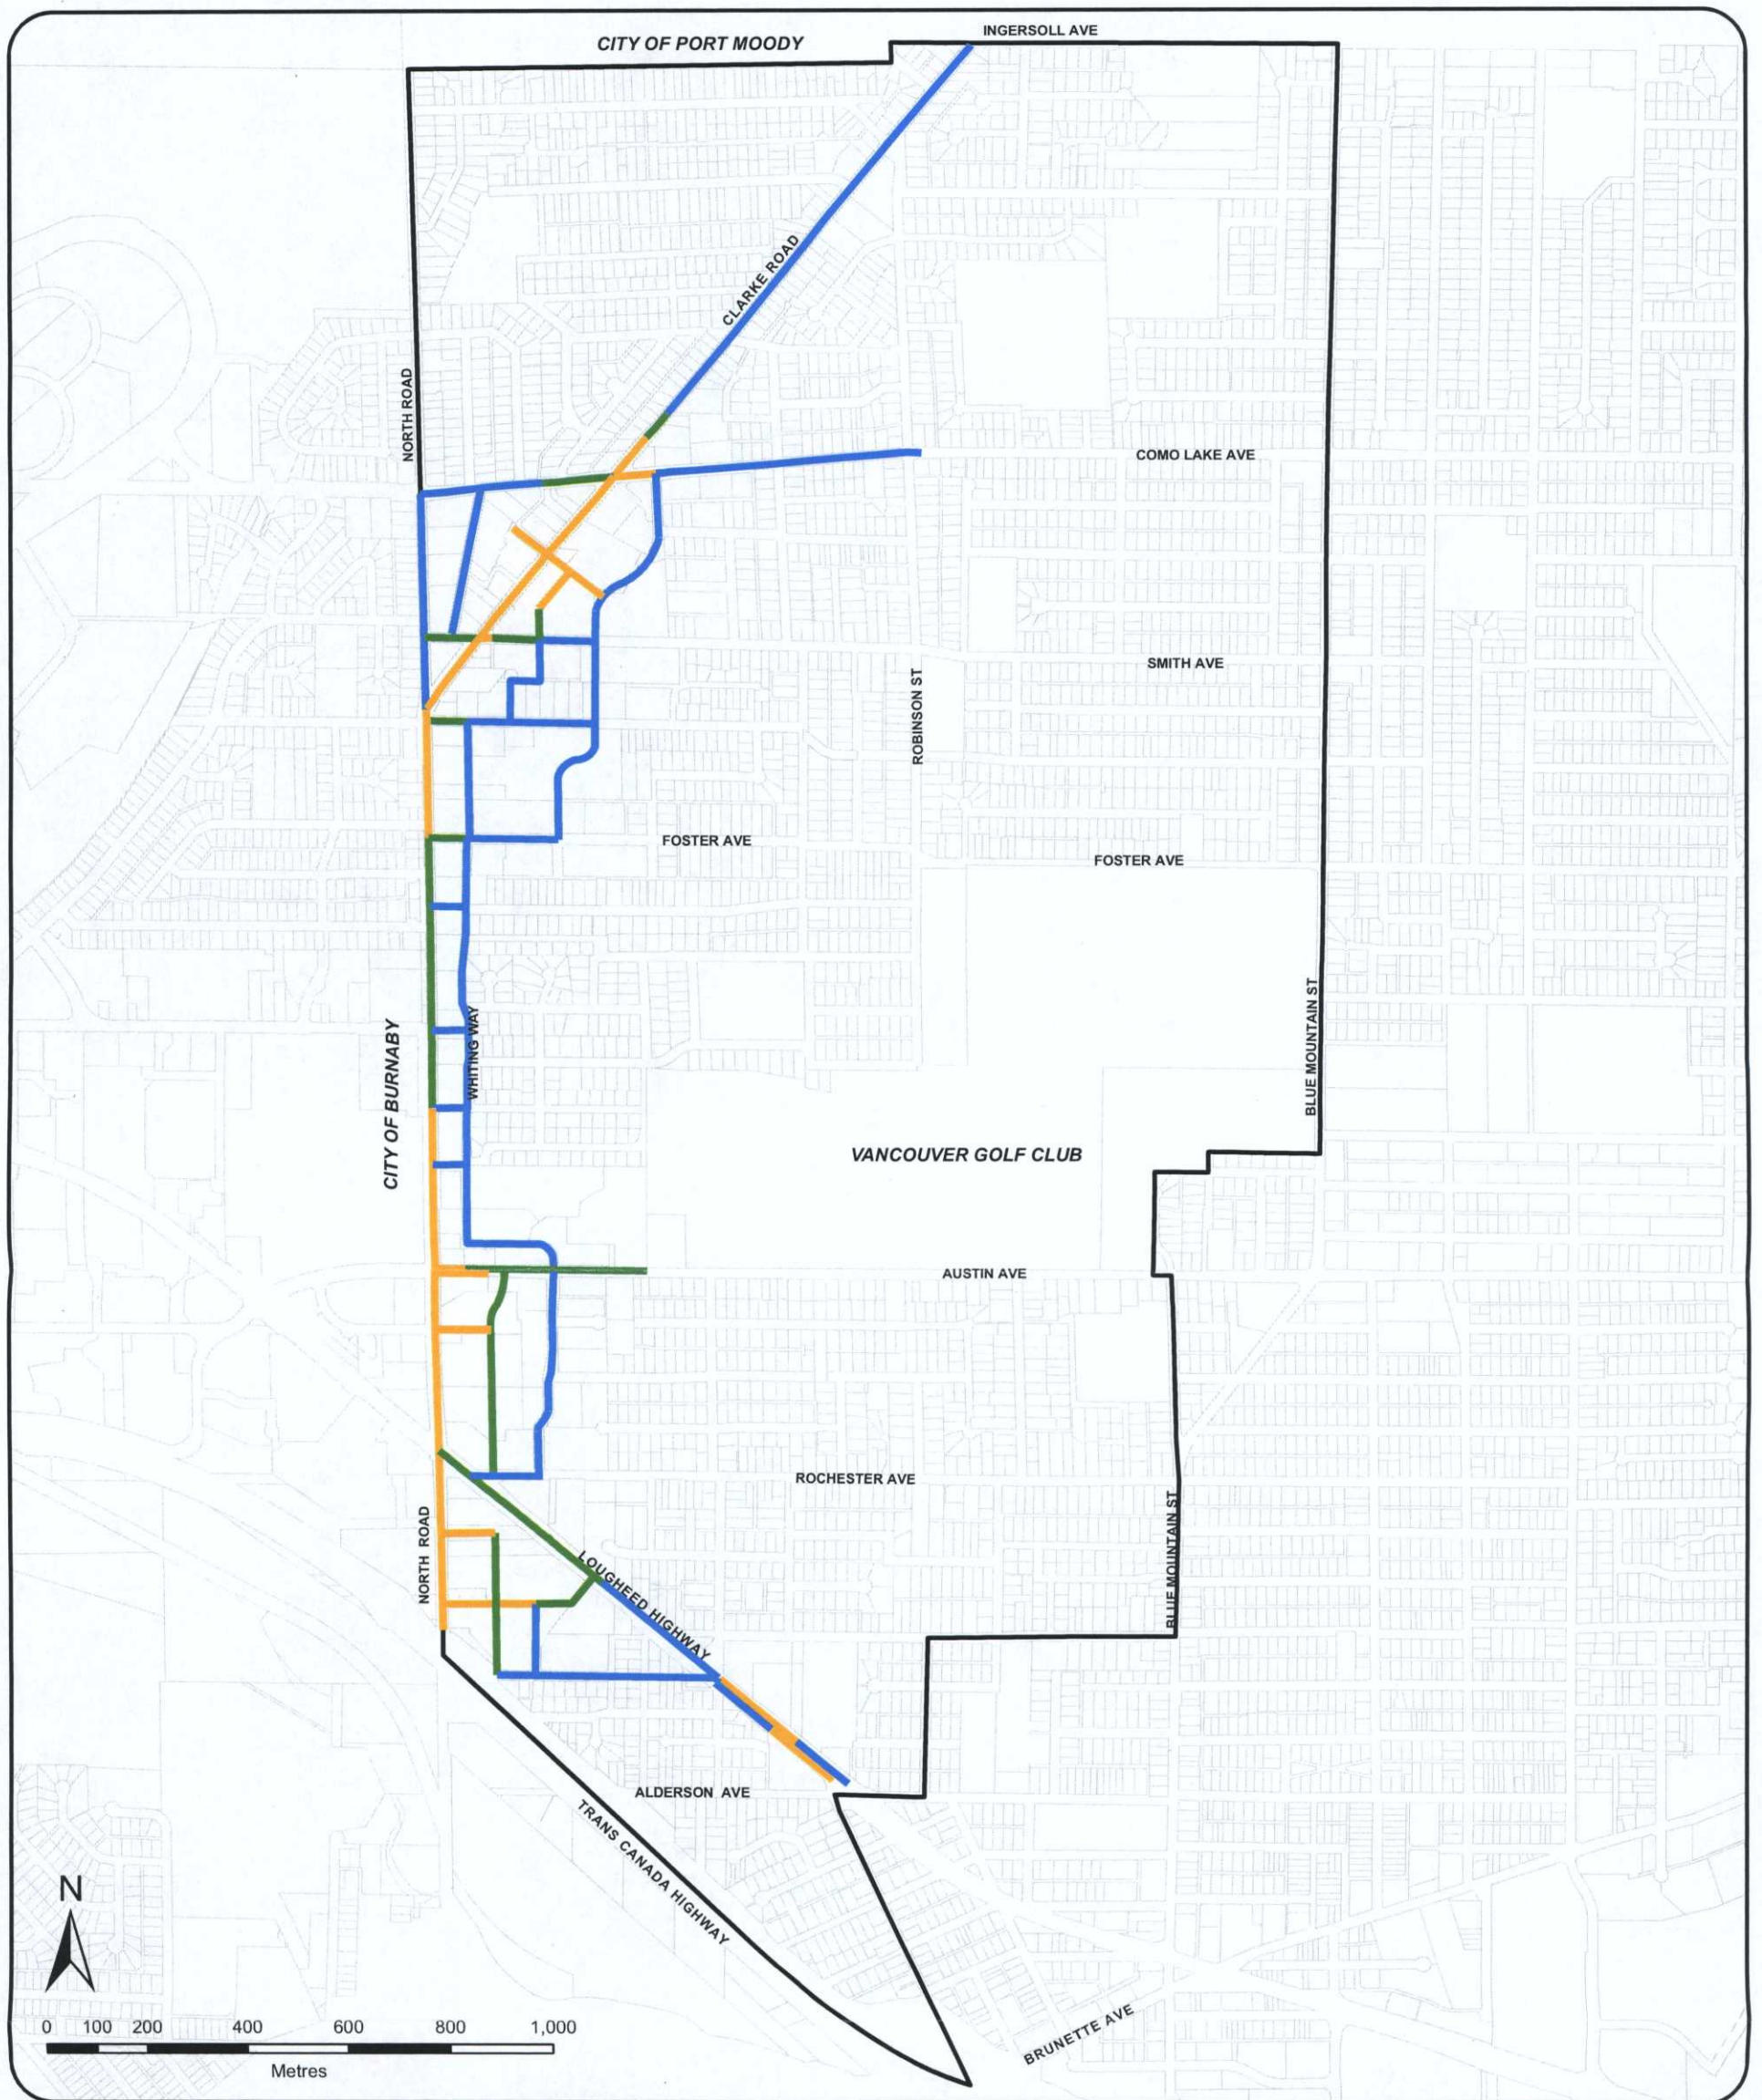 INGERSOLL AVE
CITY OF PORT MOODY
CLARKE ROAD
NORTH ROAD
COMO LAKE AVE
SMITH AVE
ROBINSON ST
FOSTER AVE
FOSTER AVE
BLUE MOUNTAIN ST
WHITING WAY
CITY OF BURNABY
VANCOUVER GOLF CLUB
AUSTIN AVE
ROCHESTER AVE
BLUE MOUNTAIN ST
NORTH ROAD
LOUGHEED HIGHWAY
ALDERSON AVE
TRANS CANADA HIGHWAY
BRUNETTE AVE
N
0 100 200 400 600 800 1,000
Metres